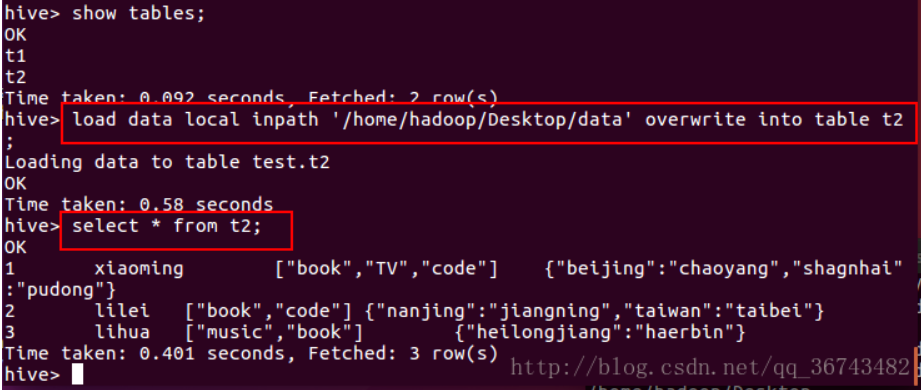 hive> show tables;
OK
t1
t2
Time taken: 0.092 seconds, Fetched: 2 row(s)
hive> load data local inpath '/home/hadoop/Desktop/data' overwrite into table t2
;
Loading data to table test.t2
OK
Time taken: 0.58 seconds
hive> select * from t2;
OK
1 xiaoming ["book","TV","code"] {"beijing":"chaoyang","shagnhai"
:"pudong"}
2 lilei ["book","code"] {"nanjing":"jiangning","taiwan":"taibei"}
3 lihua ["music","book"] {"heilongjiang":"haerbin"}
Time taken: 0.401 seconds, Fetched: 3 row(s)
hive>
http://blog.csdn.net/qq_36743482
/home/hadoop/Desktop